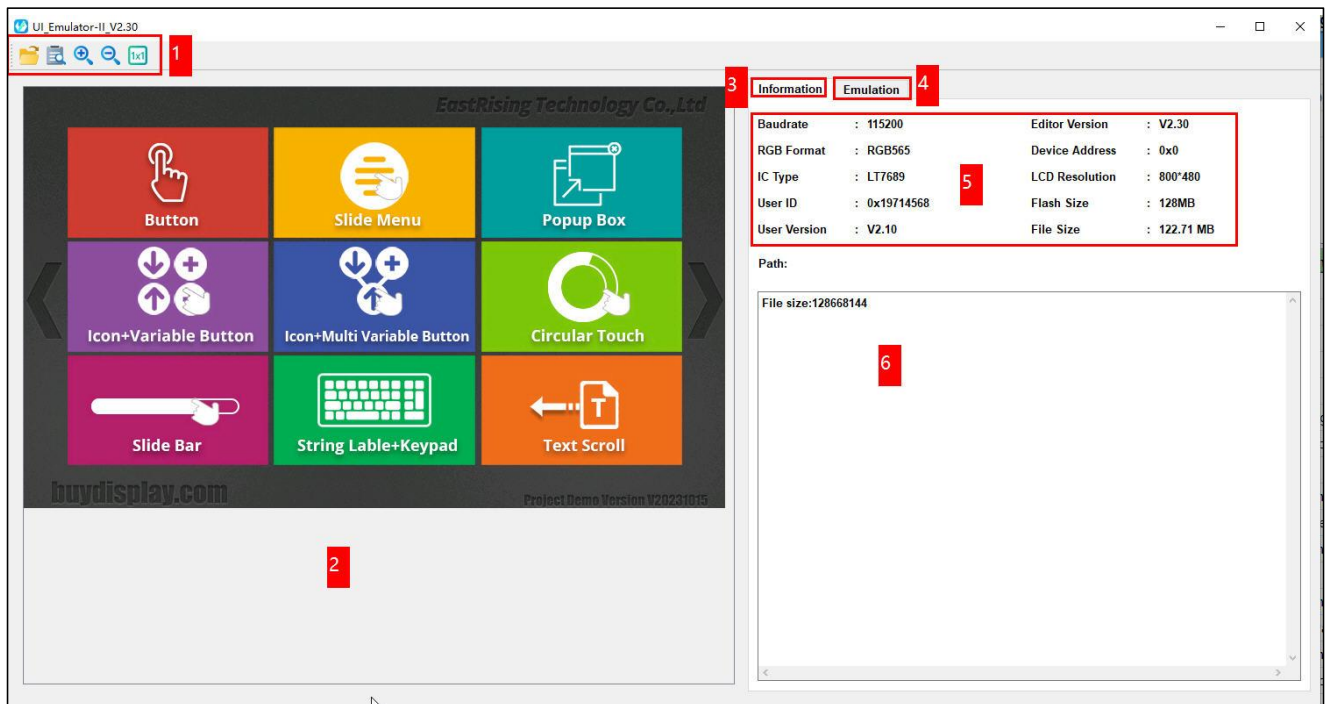 UI_Emulator-II_V2.30
1x1
1
3
Information
Emulation
4
EastRising Technology Co.,Ltd
Button
Slide Menu
Popup Box
Icon+Variable Button
Icon+Multi Variable Button
Circular Touch
Slide Bar
String Lable+Keypad
T
Text Scroll
buydisplay.com
Project Demo Version V20231015
2
Baudrate : 115200 Editor Version : V2.30
RGB Format : RGB565 Device Address : 0x0
IC Type : LT7689 LCD Resolution : 800*480
User ID : 0x19714568 Flash Size : 128MB
User Version : V2.10 File Size : 122.71 MB
5
Path:
File size:128668144
6